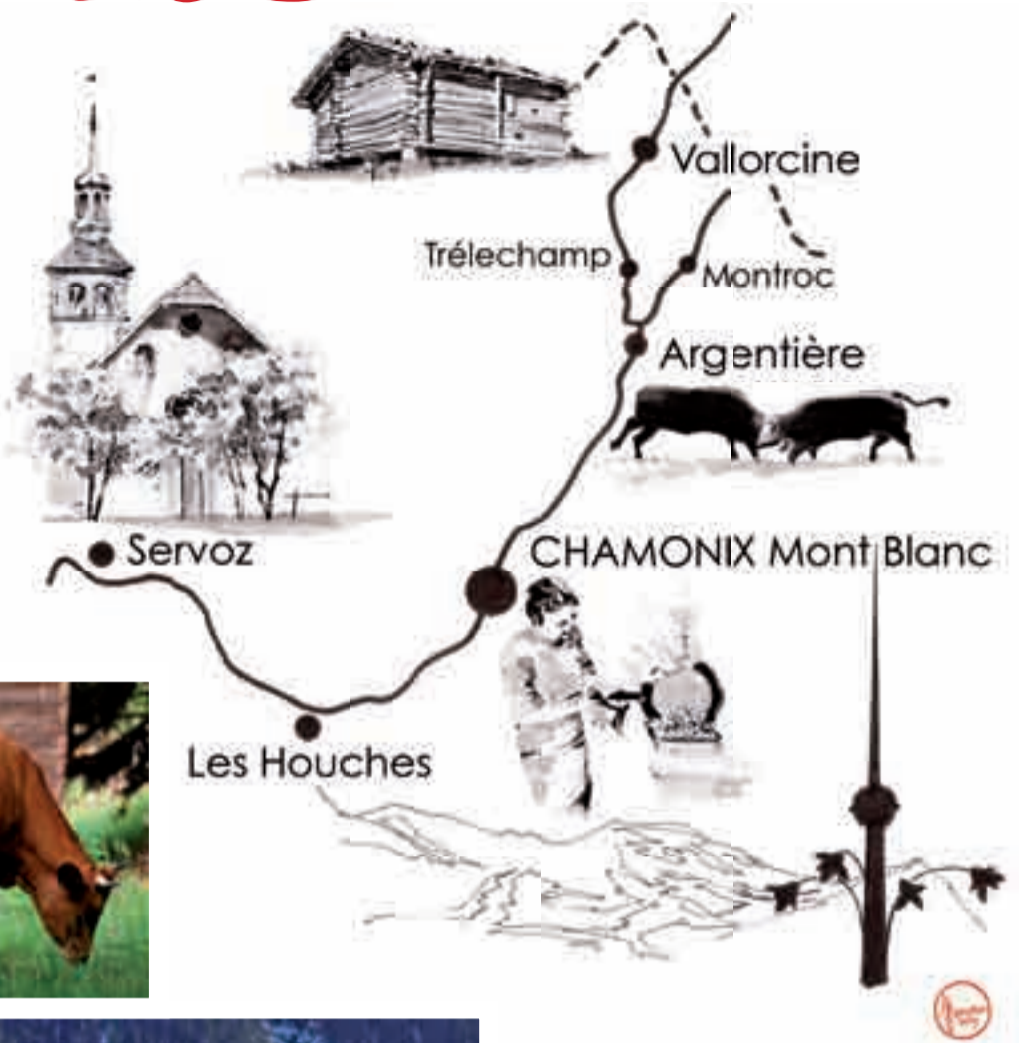 Vallorcine
Trélechamp
Montroc
Argentière
Servoz
CHAMONIX Mont Blanc
Les Houches